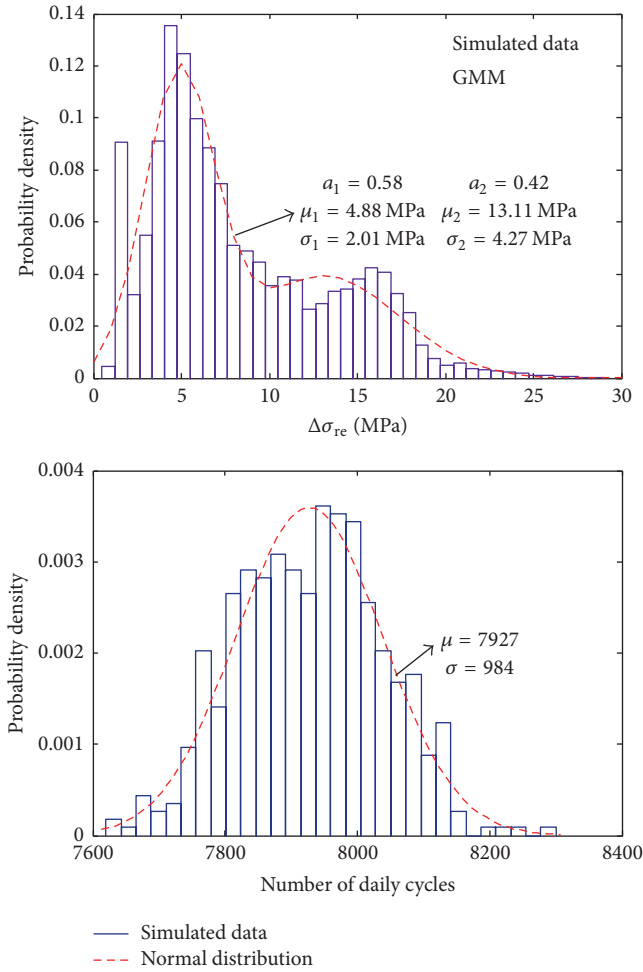 0.14
0.12
0.1
0.08
0.06
0.04
0.02
0
Probability density
Simulated data
GMM
a₁ = 0.58 a₂ = 0.42
μ₁ = 4.88 MPa μ₂ = 13.11 MPa
σ₁ = 2.01 MPa σ₂ = 4.27 MPa
0 5 10 15 20 25 30
Δσre (MPa)
0.004
0.003
0.002
0.001
0
Probability density
μ = 7927
σ = 984
7600 7800 8000 8200 8400
Number of daily cycles
Simulated data
Normal distribution